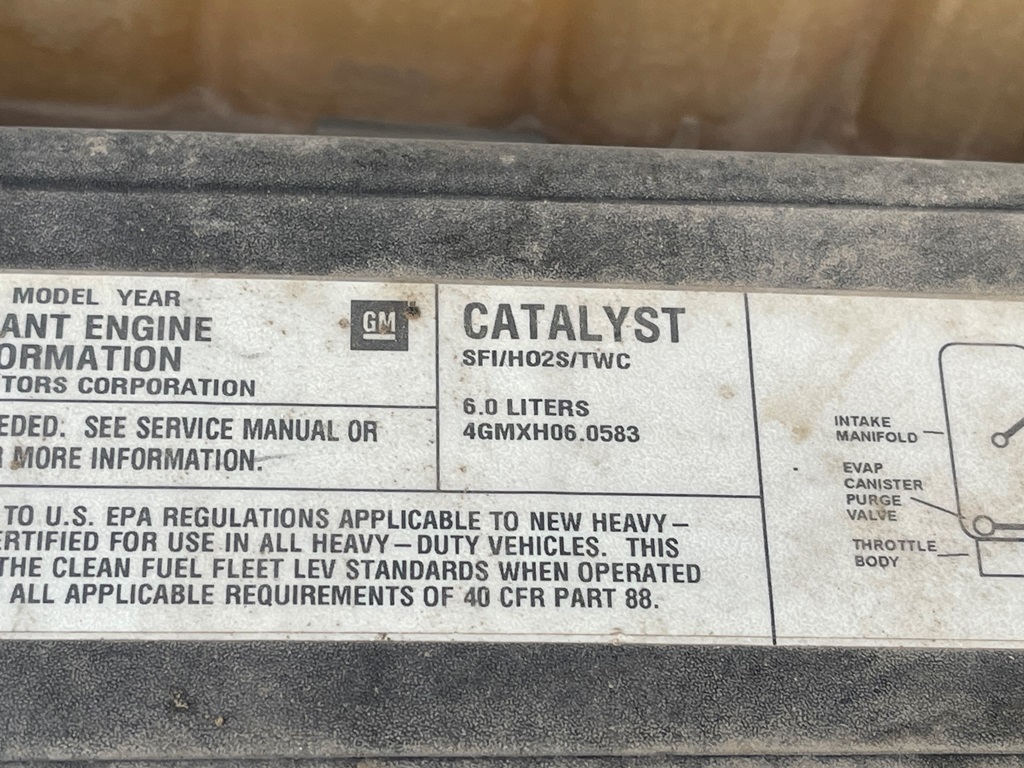 MODEL YEAR
ANT ENGINE
ORMATION
TORS CORPORATION
GM
EDED. SEE SERVICE MANUAL OR
R MORE INFORMATION.
CATALYST
SFI/HO2S/TWC
6.0 LITERS
4GMXH06.0583
TO U.S. EPA REGULATIONS APPLICABLE TO NEW HEAVY–
ERTIFIED FOR USE IN ALL HEAVY–DUTY VEHICLES. THIS
THE CLEAN FUEL FLEET LEV STANDARDS WHEN OPERATED
ALL APPLICABLE REQUIREMENTS OF 40 CFR PART 88.
INTAKE
MANIFOLD
EVAP
CANISTER
PURGE
VALVE
THROTTLE
BODY